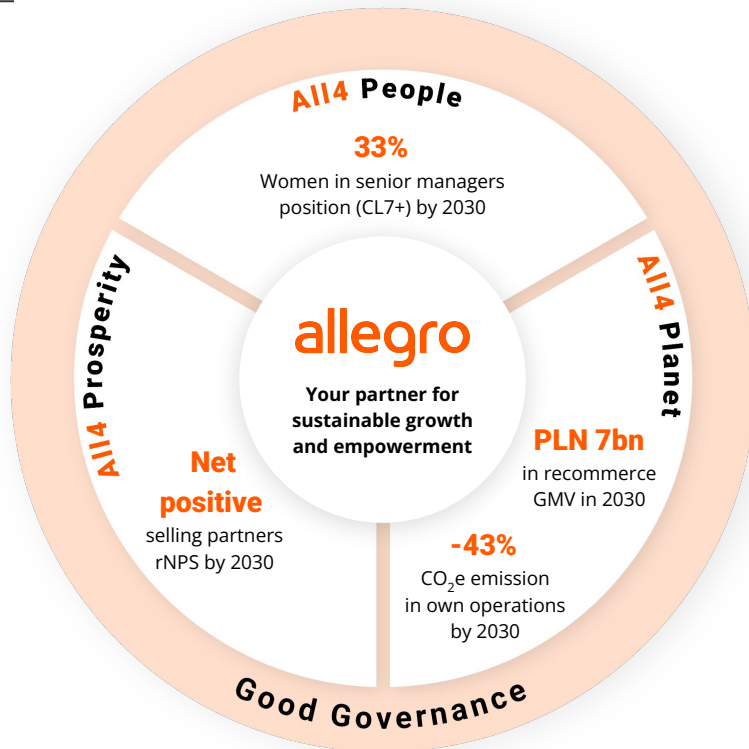 All4 People
33%
Women in senior managers
position (CL7+) by 2030
All4 Prosperity
Net
positive
selling partners
rNPS by 2030
allegro
Your partner for
sustainable growth
and empowerment
All4 Planet
PLN 7bn
in recommerce
GMV in 2030
-43%
CO₂e emission
in own operations
by 2030
Good Governance